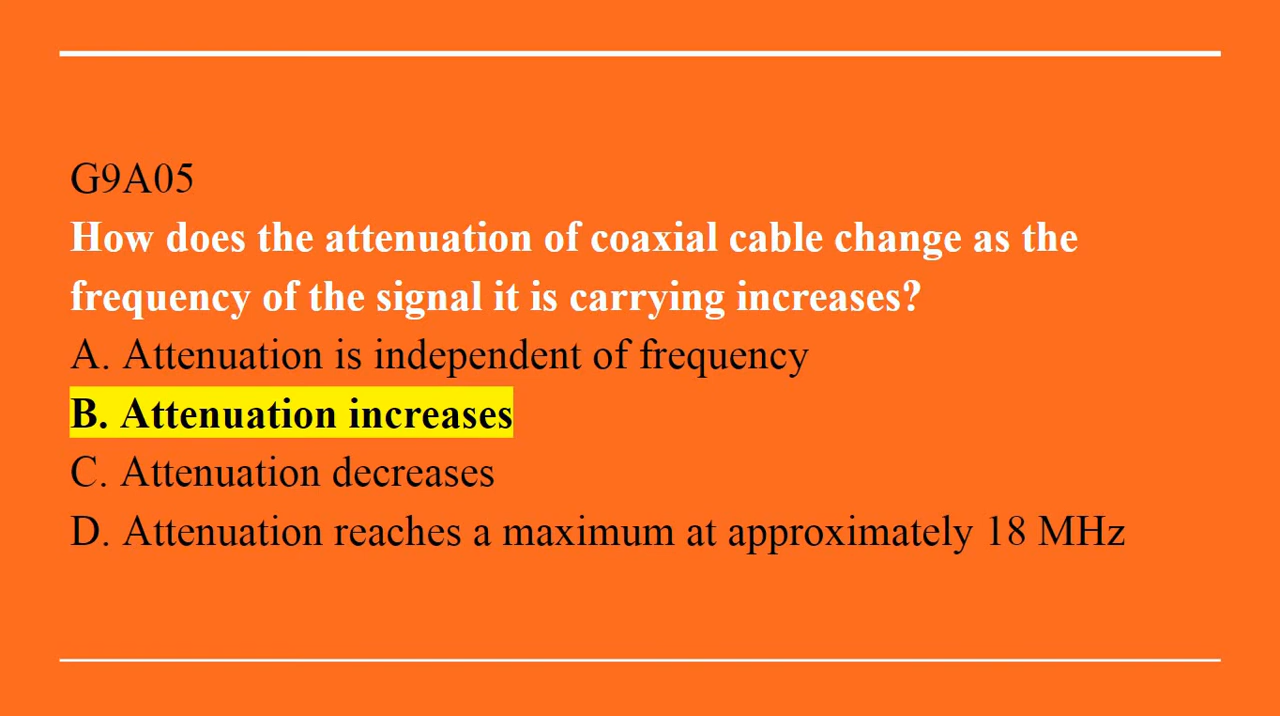 G9A05
How does the attenuation of coaxial cable change as the
frequency of the signal it is carrying increases?
A. Attenuation is independent of frequency
B. Attenuation increases
C. Attenuation decreases
D. Attenuation reaches a maximum at approximately 18 MHz